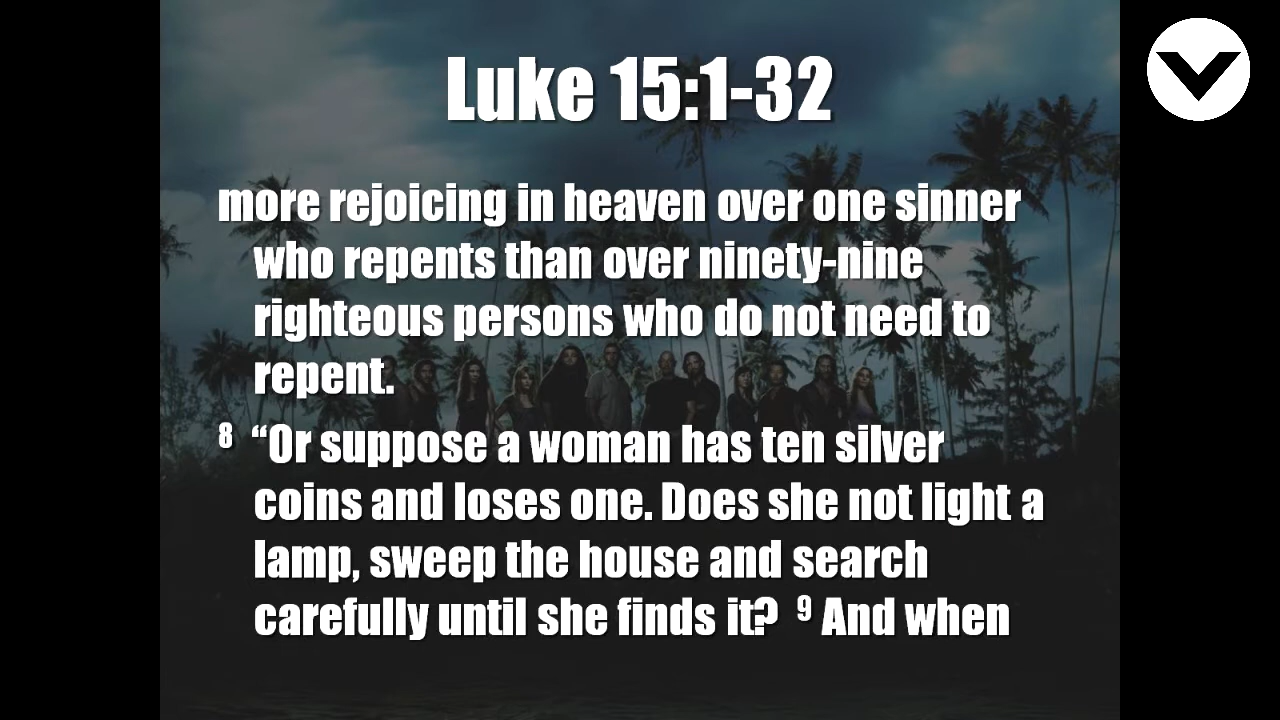 Luke 15:1-32
more rejoicing in heaven over one sinner
who repents than over ninety-nine
righteous persons who do not need to
repent.
8 “Or suppose a woman has ten silver
coins and loses one. Does she not light a
lamp, sweep the house and search
carefully until she finds it? 9 And when